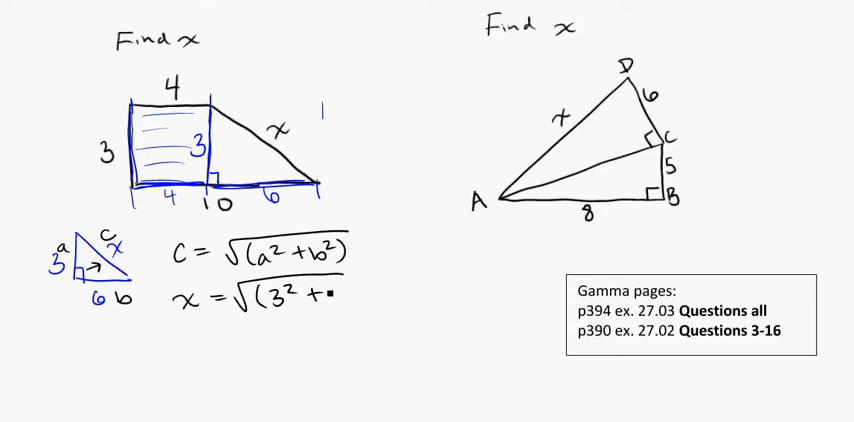 Find x
4
3
3
x
4
6
10
a
3
c
x
6 b
c = √(a² + b²)
x = √(3² +
Find x
D
x
6
C
5
A
8
B
Gamma pages:
p394 ex. 27.03 Questions all
p390 ex. 27.02 Questions 3-16